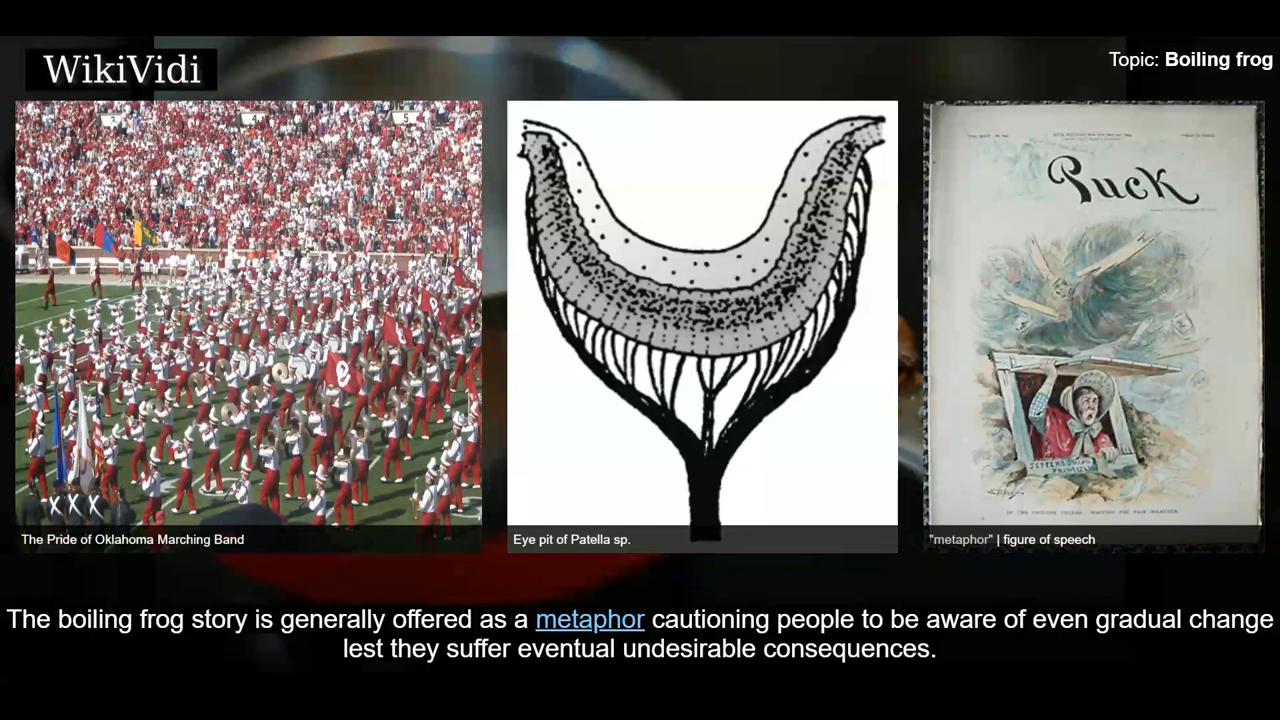 WikiVidi
Topic: Boiling frog
Puck
JEFFERSONIAN
PRINCIPLES
The Pride of Oklahoma Marching Band
Eye pit of Patella sp.
"metaphor" | figure of speech
The boiling frog story is generally offered as a metaphor cautioning people to be aware of even gradual change
lest they suffer eventual undesirable consequences.